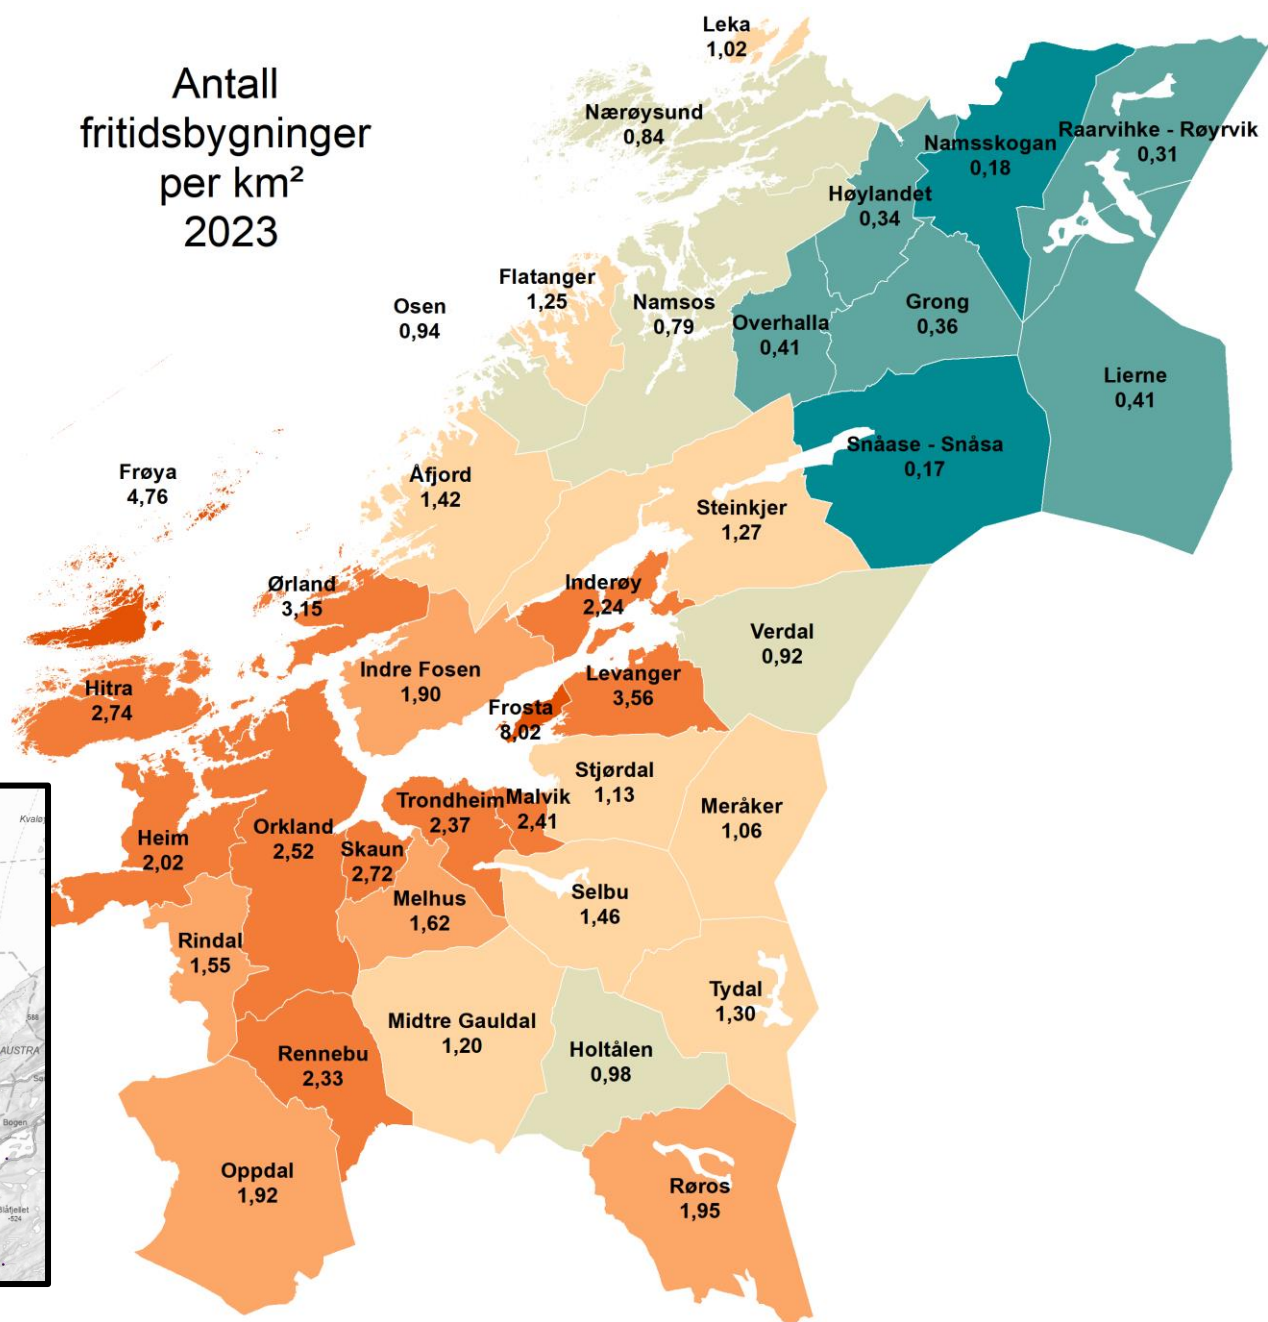 Antall
fritidsbygninger
per km²
2023
Leka
1,02
Nærøysund
0,84
Namsskogan
0,18
Raarvihke - Røyrvik
0,31
Høylandet
0,34
Flatanger
1,25
Osen
0,94
Namsos
0,79
Overhalla
0,41
Grong
0,36
Lierne
0,41
Snåase - Snåsa
0,17
Frøya
4,76
Åfjord
1,42
Steinkjer
1,27
Ørland
3,15
Inderøy
2,24
Verdal
0,92
Indre Fosen
1,90
Levanger
3,56
Hitra
2,74
Frosta
8,02
Stjørdal
1,13
Meråker
1,06
Trondheim
2,37
Malvik
2,41
Heim
2,02
Orkland
2,52
Skaun
2,72
Melhus
1,62
Selbu
1,46
Rindal
1,55
Tydal
1,30
Midtre Gauldal
1,20
Holtålen
0,98
Rennebu
2,33
Oppdal
1,92
Røros
1,95
AUSTRA
Bogen